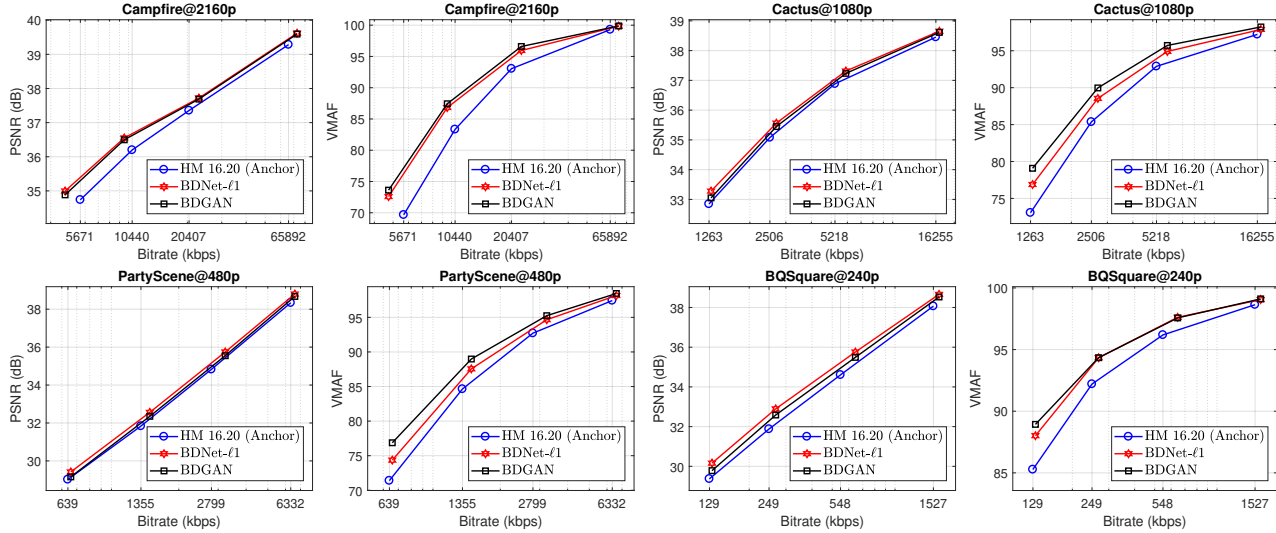 Campfire@2160p
PSNR (dB)
40
39
38
37
36
35
HM 16.20 (Anchor)
BDNet-ℓ1
BDGAN
5671 10440 20407 65892
Bitrate (kbps)
Campfire@2160p
VMAF
100
95
90
85
80
75
70
HM 16.20 (Anchor)
BDNet-ℓ1
BDGAN
5671 10440 20407 65892
Bitrate (kbps)
Cactus@1080p
PSNR (dB)
39
38
37
36
35
34
33
HM 16.20 (Anchor)
BDNet-ℓ1
BDGAN
1263 2506 5218 16255
Bitrate (kbps)
Cactus@1080p
VMAF
95
90
85
80
75
HM 16.20 (Anchor)
BDNet-ℓ1
BDGAN
1263 2506 5218 16255
Bitrate (kbps)
PartyScene@480p
PSNR (dB)
38
36
34
32
30
HM 16.20 (Anchor)
BDNet-ℓ1
BDGAN
639 1355 2799 6332
Bitrate (kbps)
PartyScene@480p
VMAF
95
90
85
80
75
70
HM 16.20 (Anchor)
BDNet-ℓ1
BDGAN
639 1355 2799 6332
Bitrate (kbps)
BQSquare@240p
PSNR (dB)
38
36
34
32
30
HM 16.20 (Anchor)
BDNet-ℓ1
BDGAN
129 249 548 1527
Bitrate (kbps)
BQSquare@240p
VMAF
100
95
90
85
HM 16.20 (Anchor)
BDNet-ℓ1
BDGAN
129 249 548 1527
Bitrate (kbps)